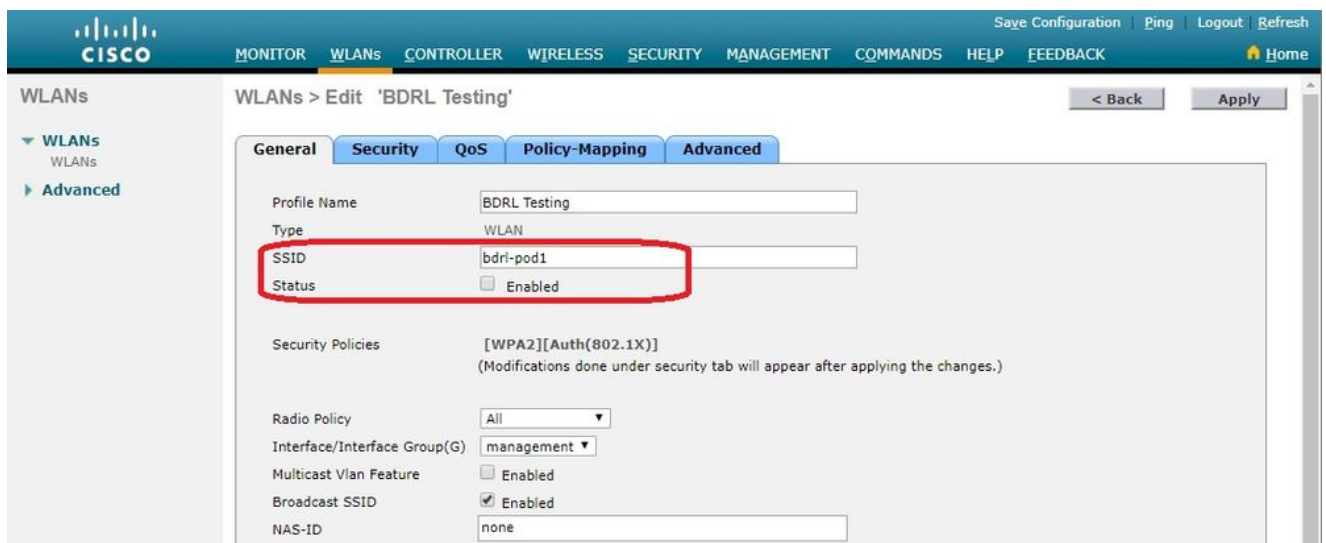 Save Configuration Ping Logout Refresh
CISCO MONITOR WLANs CONTROLLER WIRELESS SECURITY MANAGEMENT COMMANDS HELP FEEDBACK Home
WLANs
WLANs
WLANs
Advanced
WLANs > Edit 'BDRL Testing'
< Back Apply
General Security QoS Policy-Mapping Advanced
Profile Name BDRL Testing
Type WLAN
SSID bdrl-pod1
Status Enabled
Security Policies [WPA2][Auth(802.1X)]
(Modifications done under security tab will appear after applying the changes.)
Radio Policy All
Interface/Interface Group(G) management
Multicast Vlan Feature Enabled
Broadcast SSID Enabled
NAS-ID none